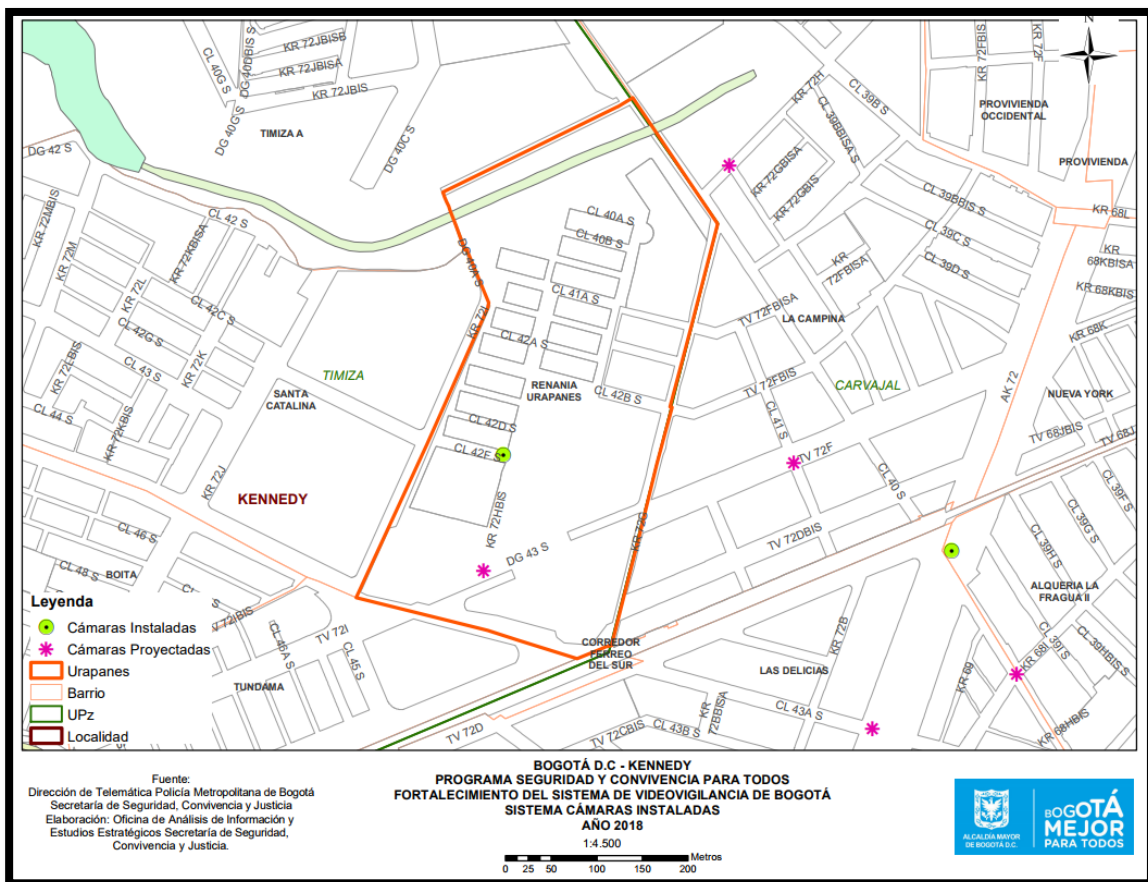 N
KR 72JBISB
CL 40G S
DG 40DBIS S
KR 72JBISA
KR 72JBIS
DG 40G S
TIMIZA A
DG 40C S
DG 42 S
KR 72H
CL 39B S
CL 39BBISA S
KR 72FBIS
KR 72F
PROVIVIENDA
OCCIDENTAL
PROVIVIENDA
KR 72GBISA
KR 72GBIS
CL 39BBIS S
KR 68L
CL 39C S
CL 39D S
KR
68KBISA
KR 68KBIS
KR 68K
KR
72FBISA
KR 72MBIS
KR 72M
CL 42 S
KR 72KBISA
KR 72L
CL 42C S
CL 42G S
CL 43 S
KR 72LBIS
KR 72K
KR 72KBIS
CL 44 S
DG 40A S
KR 72I
CL 40A S
CL 40B S
CL 41A S
CL 42A S
RENANIA
URAPANES
CL 42B S
CL 42D S
CL 42F S
TV 72FBISA
LA CAMPINA
TV 72FBIS
CARVAJAL
AK 72
NUEVA YORK
TV 68JBIS
TV 68J
TIMIZA
SANTA
CATALINA
KR 72J
KENNEDY
KR 72HBIS
DG 43 S
KR 72G
CL 41 S
TV 72F
CL 40 S
TV 72DBIS
CL 39F S
CL 39G S
CL 39H S
ALQUERIA LA
FRAGUA II
CL 39I S
CL 39HBIS S
KR 68I
KR 68HBIS
KR 69
KR 72B
LAS DELICIAS
CL 43A S
KR
72BBISA
CL 43B S
TV 72CBIS
TV 72D
CORREDOR
FERREO
DEL SUR
CL 46 S
CL 48 S
BOITA
72IBIS
CL 46A S
TV 72I
CL 45 S
TUNDAMA
Leyenda
Cámaras Instaladas
Cámaras Proyectadas
Urapanes
Barrio
UPz
Localidad
Fuente:
Dirección de Telemática Policía Metropolitana de Bogotá
Secretaría de Seguridad, Convivencia y Justicia
Elaboración: Oficina de Análisis de Información y
Estudios Estratégicos Secretaría de Seguridad,
Convivencia y Justicia.
BOGOTÁ D.C - KENNEDY
PROGRAMA SEGURIDAD Y CONVIVENCIA PARA TODOS
FORTALECIMIENTO DEL SISTEMA DE VIDEOVIGILANCIA DE BOGOTÁ
SISTEMA CÁMARAS INSTALADAS
AÑO 2018
1:4.500
Metros
0 25 50 100 150 200
ALCALDÍA MAYOR
DE BOGOTÁ D.C.
BOGOTÁ
MEJOR
PARA TODOS